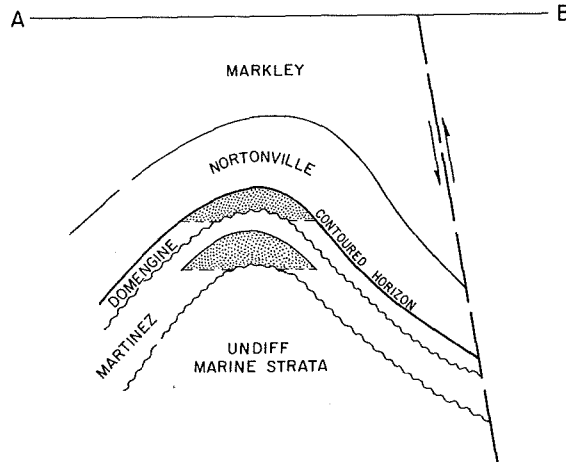 A
B
MARKLEY
NORTONVILLE
CONTOURED HORIZON
DOMENGINE
MARTINEZ
UNDIFF
MARINE STRATA